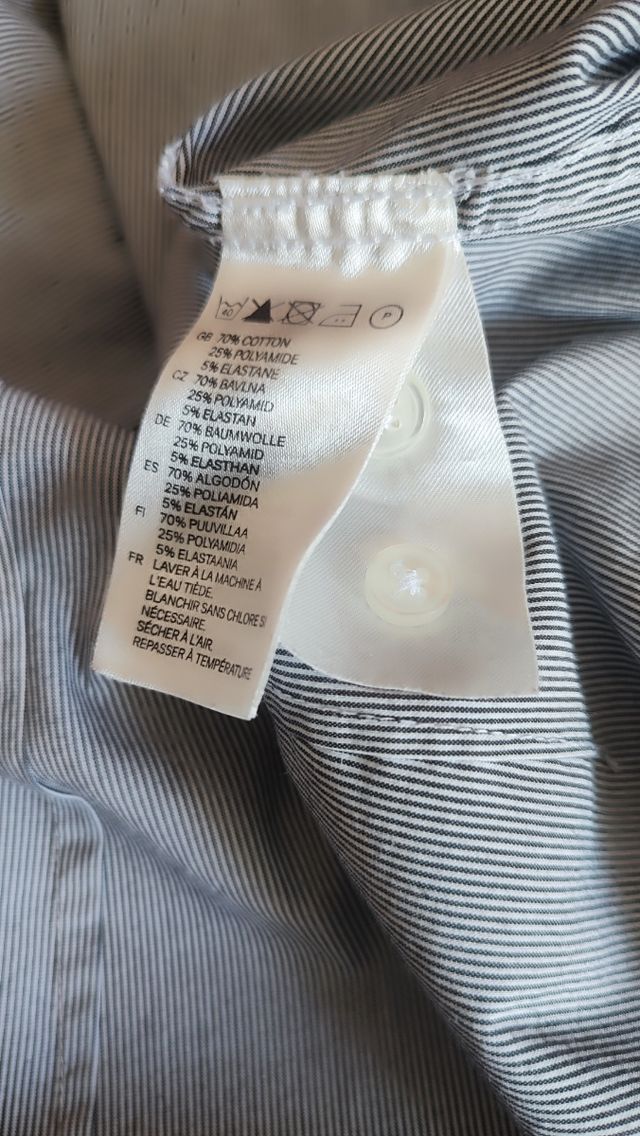 40
P
GB 70% COTTON
25% POLYAMIDE
5% ELASTANE
CZ 70% BAVLNA
25% POLYAMID
5% ELASTAN
DE 70% BAUMWOLLE
25% POLYAMID
5% ELASTHAN
ES 70% ALGODÓN
25% POLIAMIDA
5% ELASTÁN
FI 70% PUUVILLAA
25% POLYAMIDIA
5% ELASTAANIA
FR LAVER À LA MACHINE À
L'EAU TIÈDE.
BLANCHIR SANS CHLORE SI
NÉCESSAIRE.
SÉCHER À L'AIR.
REPASSER À TEMPÉRATURE